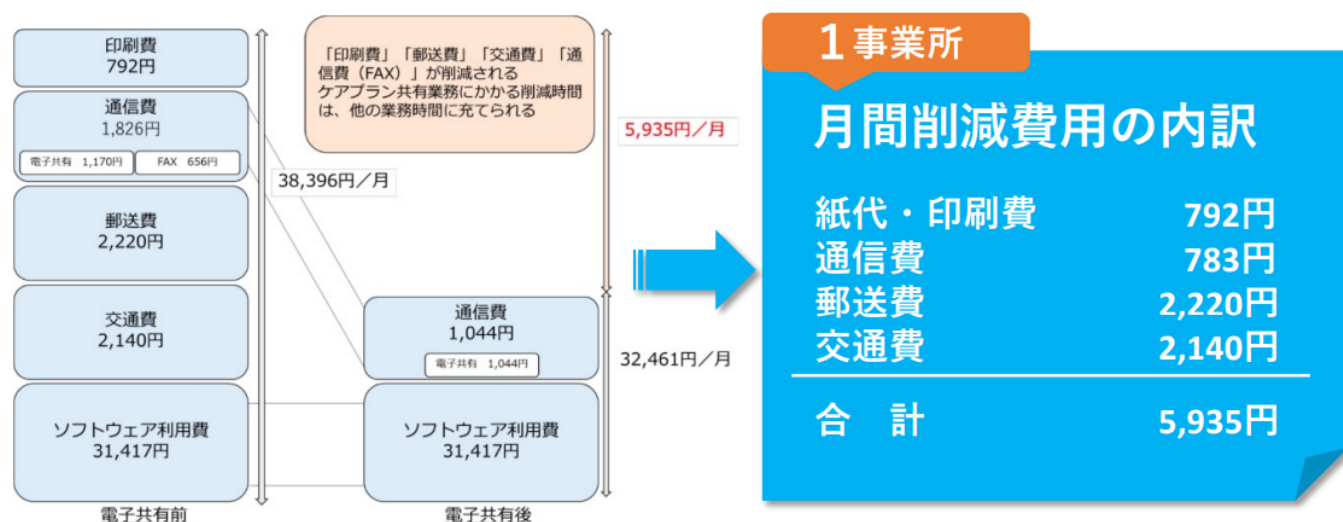 印刷費
792円
通信費
1,826円
電子共有 1,170円
FAX 656円
郵送費
2,220円
交通費
2,140円
ソフトウェア利用費
31,417円
電子共有前
38,396円／月
「印刷費」「郵送費」「交通費」「通
信費（FAX）」が削減される
ケアプラン共有業務にかかる削減時間
は、他の業務時間に充てられる
5,935円／月
通信費
1,044円
電子共有 1,044円
32,461円／月
ソフトウェア利用費
31,417円
電子共有後
1事業所
月間削減費用の内訳
紙代・印刷費 792円
通信費 783円
郵送費 2,220円
交通費 2,140円
合 計 5,935円